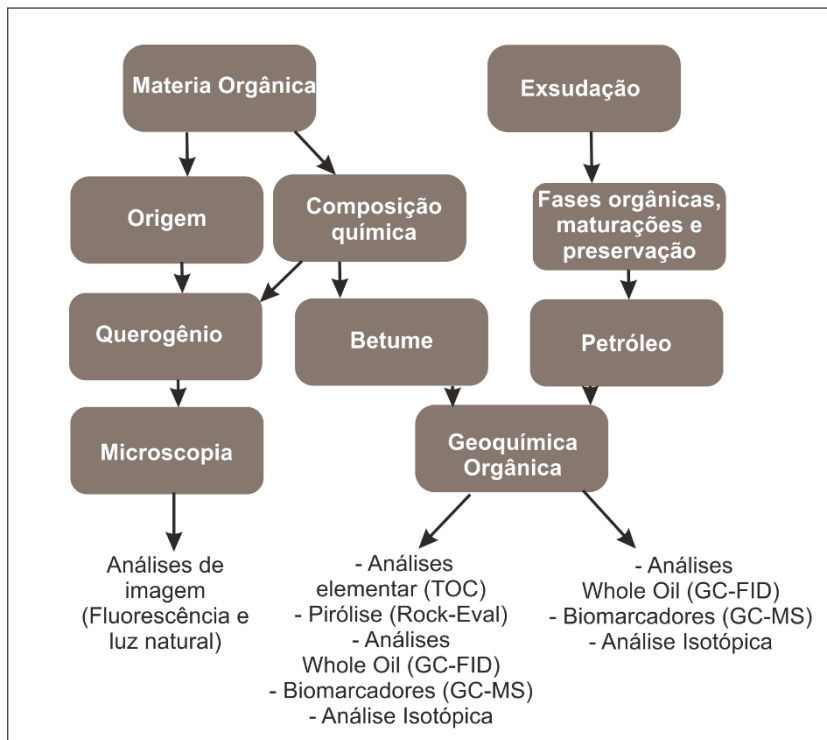 Materia Orgânica
Exsudação
Origem
Composição
química
Fases orgânicas,
maturações e
preservação
Querogênio
Betume
Petróleo
Microscopia
Geoquímica
Orgânica
Análises de
imagem
(Fluorescência e
luz natural)
- Análises
elementar (TOC)
- Pirólise (Rock-Eval)
- Análises
Whole Oil (GC-FID)
- Biomarcadores (GC-MS)
- Análise Isotópica
- Análises
Whole Oil (GC-FID)
- Biomarcadores (GC-MS)
- Análise Isotópica